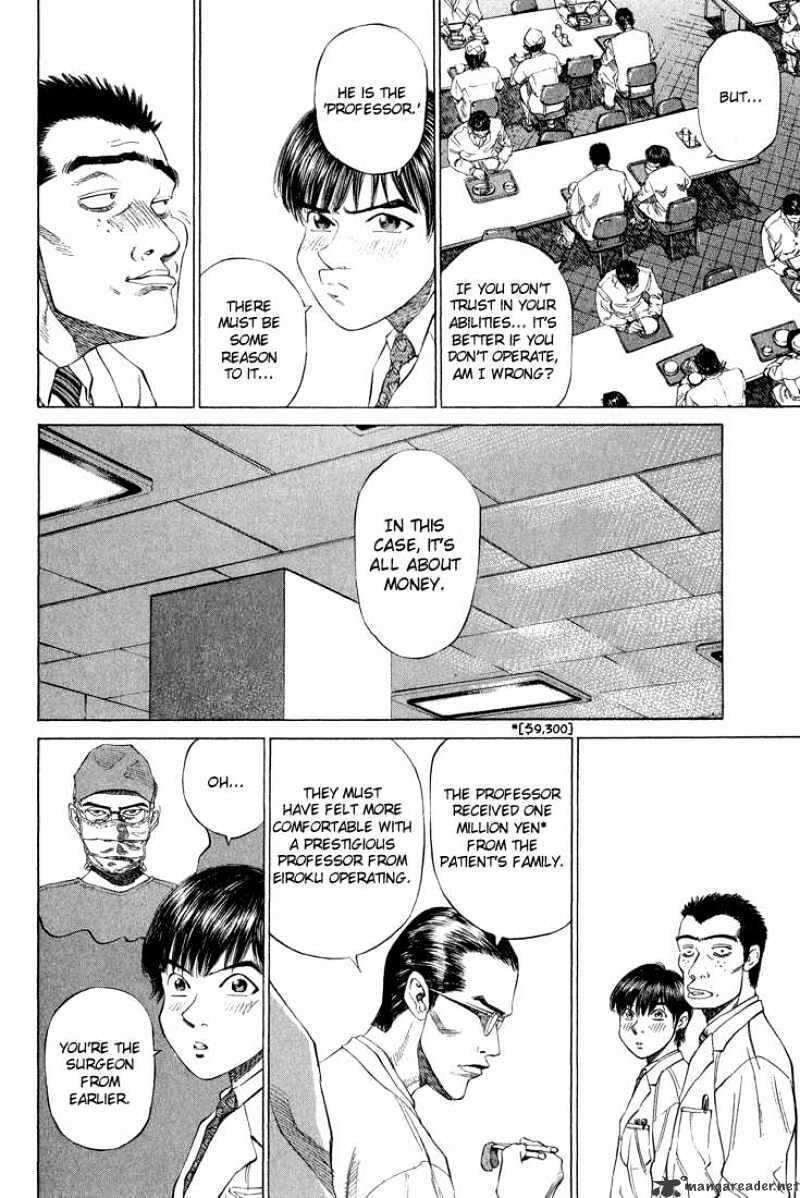 BUT...
IF YOU DON'T
TRUST IN YOUR
ABILITIES... IT'S
BETTER IF YOU
DON'T OPERATE,
AM I WRONG?
HE IS THE
'PROFESSOR.'
THERE
MUST BE
SOME
REASON
TO IT...
IN THIS
CASE, IT'S
ALL ABOUT
MONEY.
*[$9,300]
THE PROFESSOR
RECEIVED ONE
MILLION YEN*
FROM THE
PATIENT'S FAMILY.
THEY MUST
HAVE FELT MORE
COMFORTABLE WITH
A PRESTIGIOUS
PROFESSOR FROM
EIROKU OPERATING.
OH...
YOU'RE THE
SURGEON
FROM
EARLIER.
mangareader.net